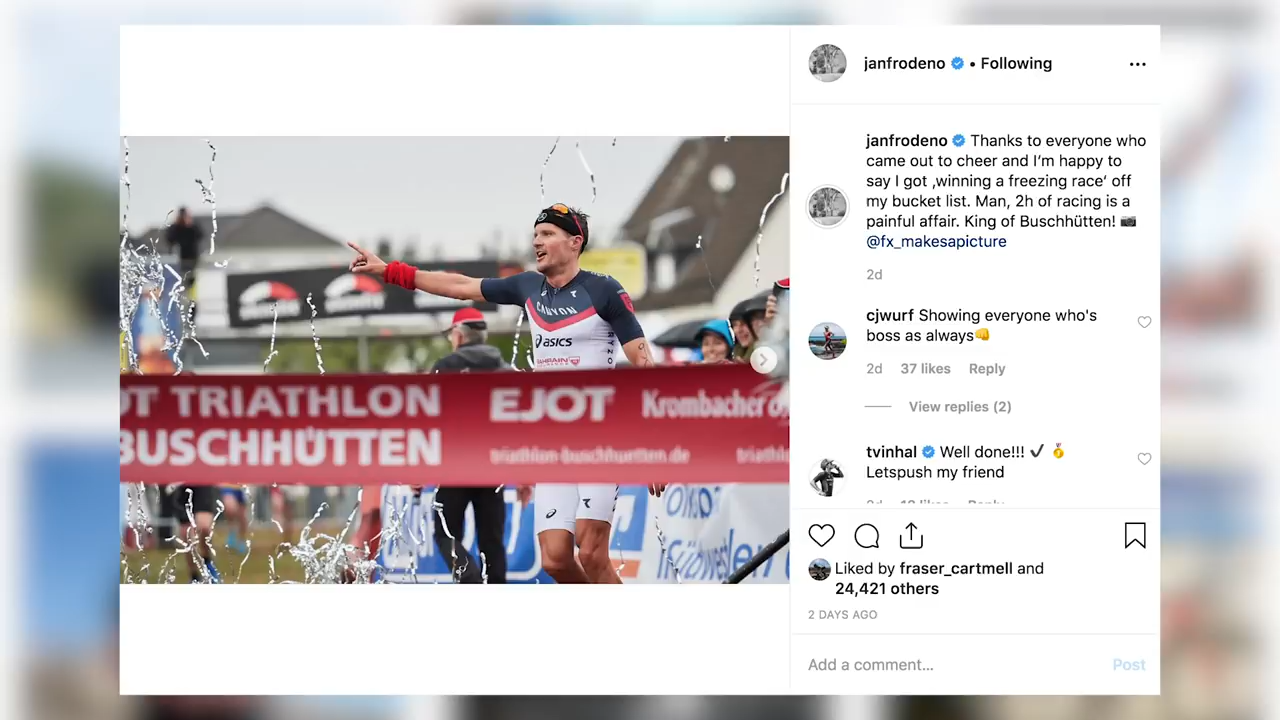 janfrodeno • Following
janfrodeno Thanks to everyone who
came out to cheer and I'm happy to
say I got ‚winning a freezing race' off
my bucket list. Man, 2h of racing is a
painful affair. King of Buschhütten! 📷
@fx_makesapicture
2d
cjwurf Showing everyone who's
boss as always👊
2d 37 likes Reply
View replies (2)
tvinhal Well done!!! ✔ 🥇
Letspush my friend
Liked by fraser_cartmell and
24,421 others
2 DAYS AGO
Add a comment... Post
CANYON
asics
BAHRAIN
RYZO
OT TRIATHLON
BUSCHHÜTTEN
EJOT
Krombacher
triathlon-buschhuetten.de
triathl